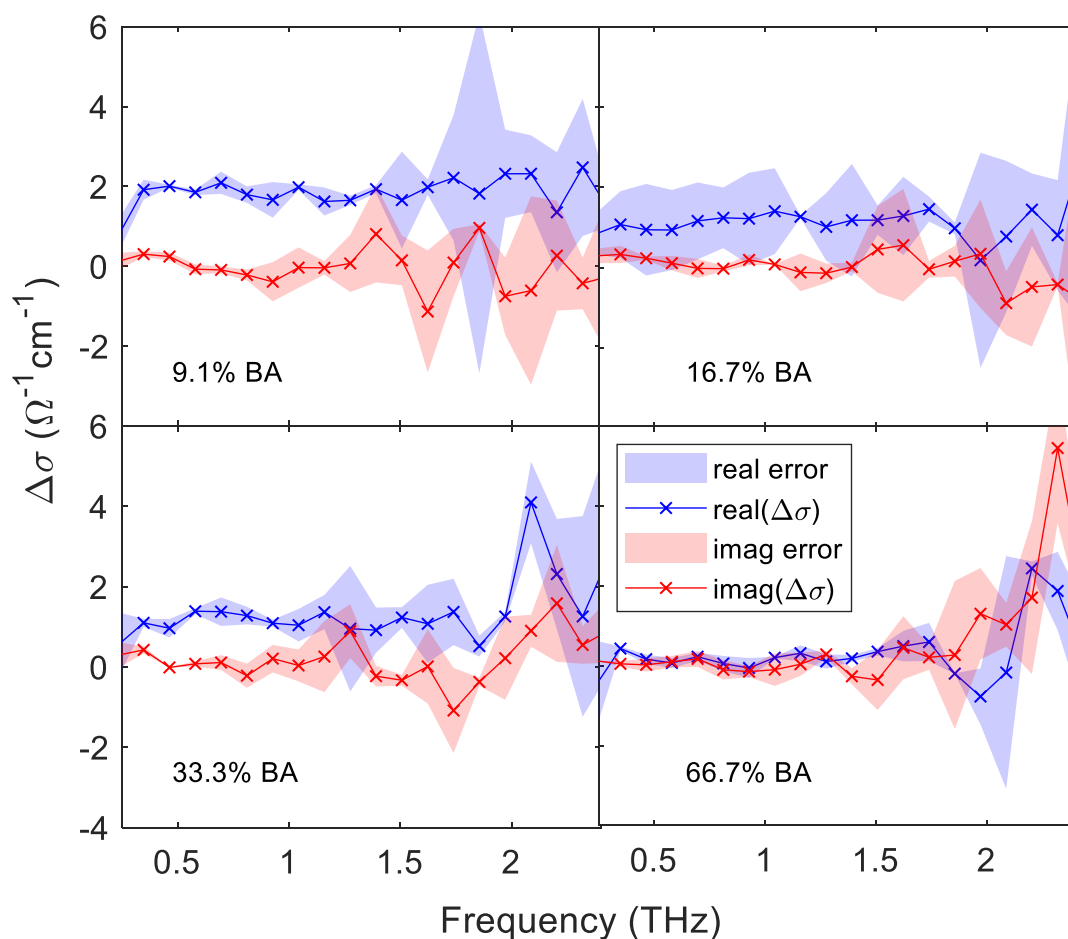 6
4
2
0
-2
9.1% BA
16.7% BA
Δσ (Ω⁻¹cm⁻¹)
6
4
2
0
-2
-4
real error
real(Δσ)
imag error
imag(Δσ)
33.3% BA
66.7% BA
0.5 1 1.5 2
0.5 1 1.5 2
Frequency (THz)